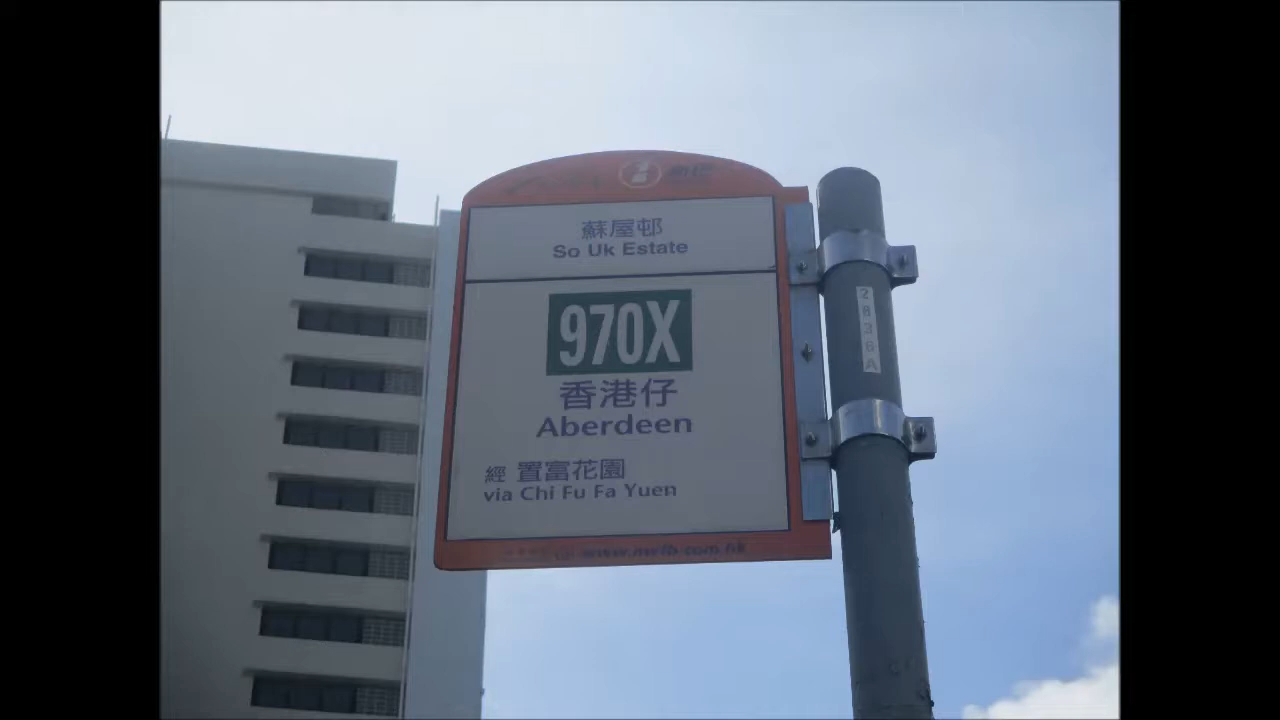 蘇屋邨
So Uk Estate
970X
香港仔
Aberdeen
經 置富花園
via Chi Fu Fa Yuen
www.nwfb.com.hk
2838A